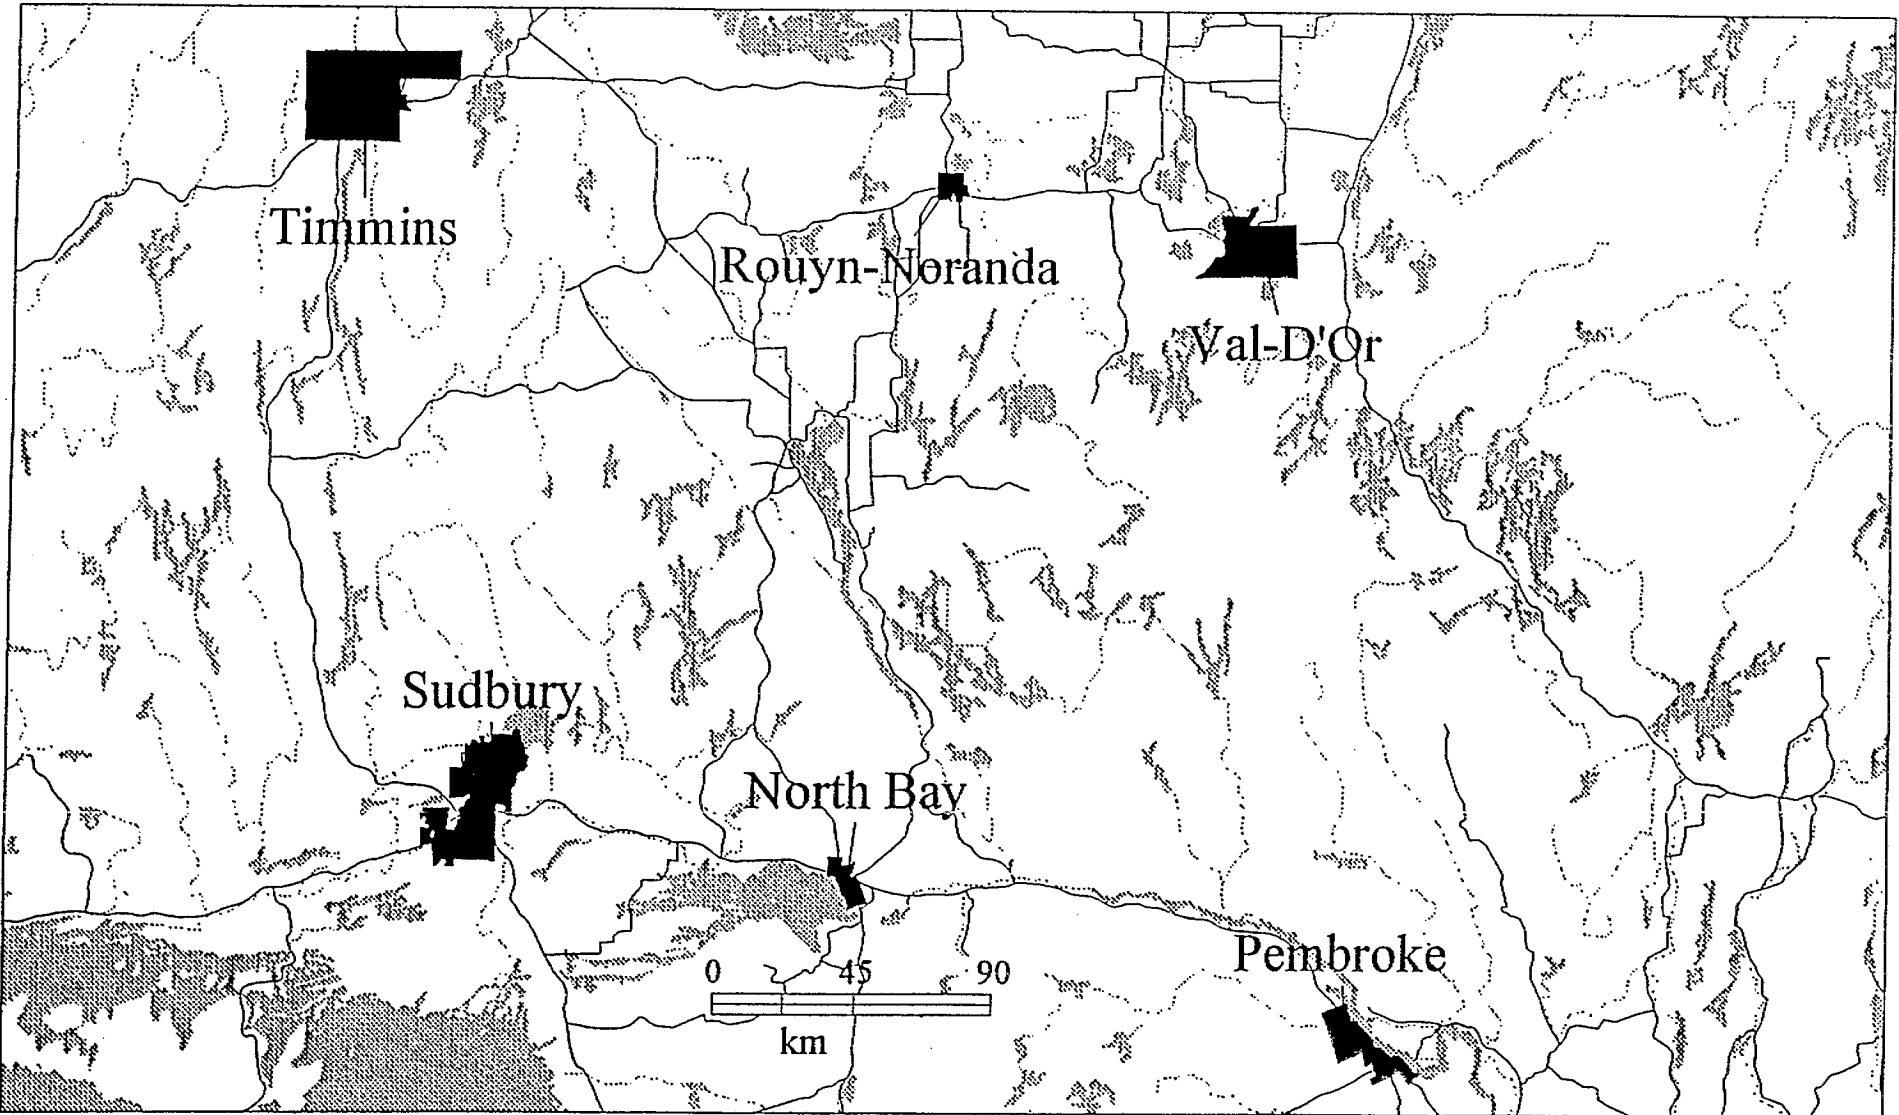 Timmins
Rouyn-Noranda
Val-D'Or
Sudbury
North Bay
Pembroke
0 45 90
km